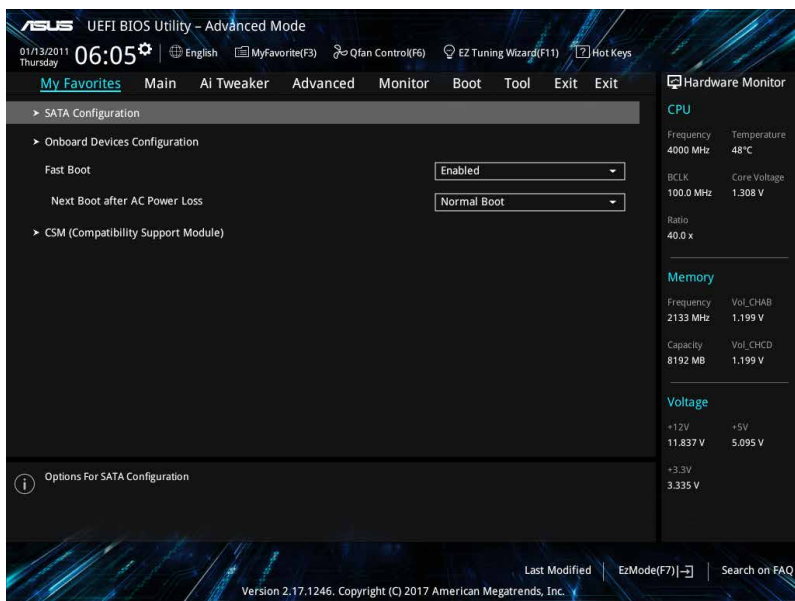 ASUS UEFI BIOS Utility – Advanced Mode
01/13/2011
Thursday
06:05
English
MyFavorite(F3)
Qfan Control(F6)
EZ Tuning Wizard(F11)
? Hot Keys
My Favorites Main Ai Tweaker Advanced Monitor Boot Tool Exit Exit
> SATA Configuration
> Onboard Devices Configuration
Fast Boot Enabled
Next Boot after AC Power Loss Normal Boot
> CSM (Compatibility Support Module)
i Options For SATA Configuration
Hardware Monitor
CPU
Frequency Temperature
4000 MHz 48°C
BCLK Core Voltage
100.0 MHz 1.308 V
Ratio
40.0 x
Memory
Frequency Vol_CHAB
2133 MHz 1.199 V
Capacity Vol_CHCD
8192 MB 1.199 V
Voltage
+12V +5V
11.837 V 5.095 V
+3.3V
3.335 V
Last Modified EzMode(F7) Search on FAQ
Version 2.17.1246. Copyright (C) 2017 American Megatrends, Inc.